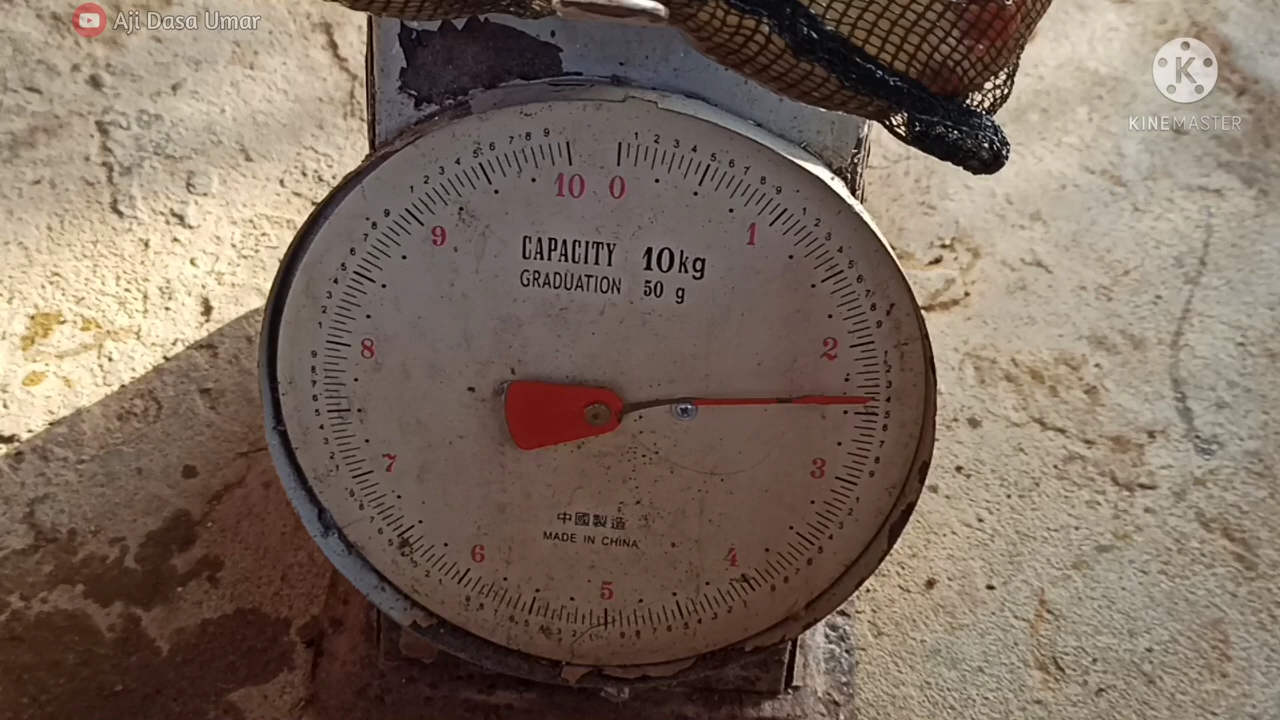 Aji Dasa Umar
KINEMASTER
10 0
9 1
CAPACITY 10kg
GRADUATION 50 g
8 2
7 3
中國製造
MADE IN CHINA
6 4
5